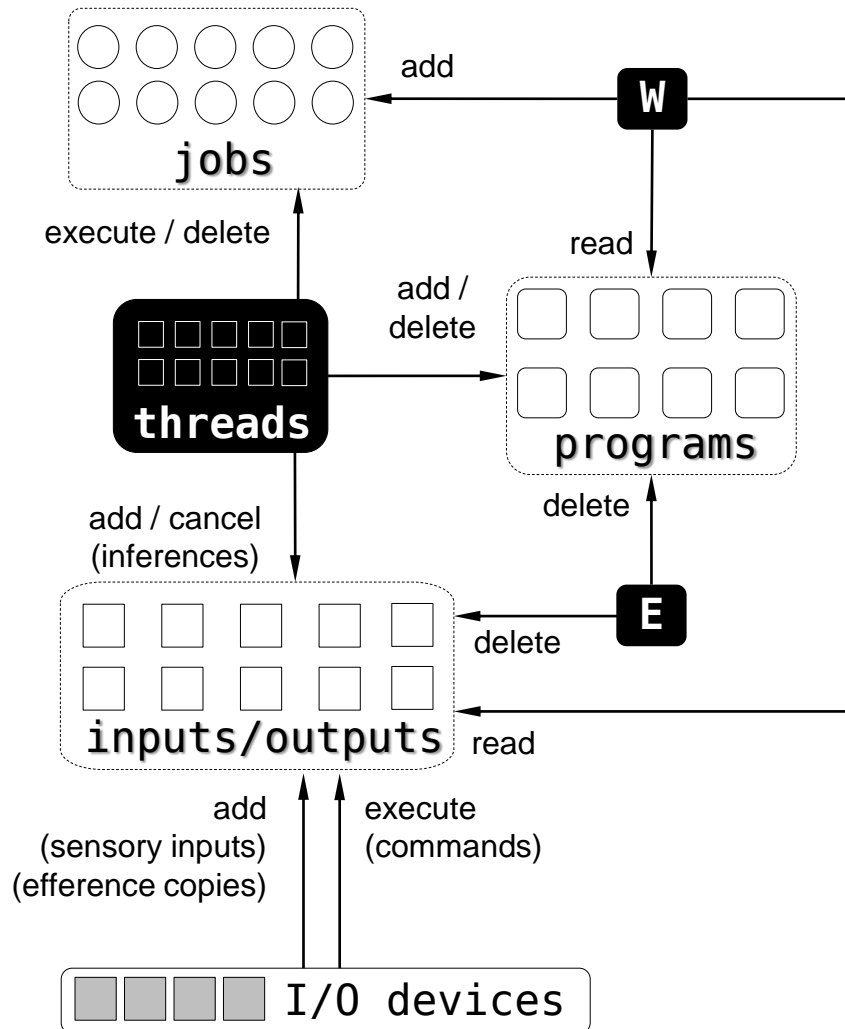 add
W
jobs
execute / delete
read
add /
delete
threads
programs
delete
add / cancel
(inferences)
E
delete
inputs/outputs
read
add
(sensory inputs)
(efference copies)
execute
(commands)
I/O devices